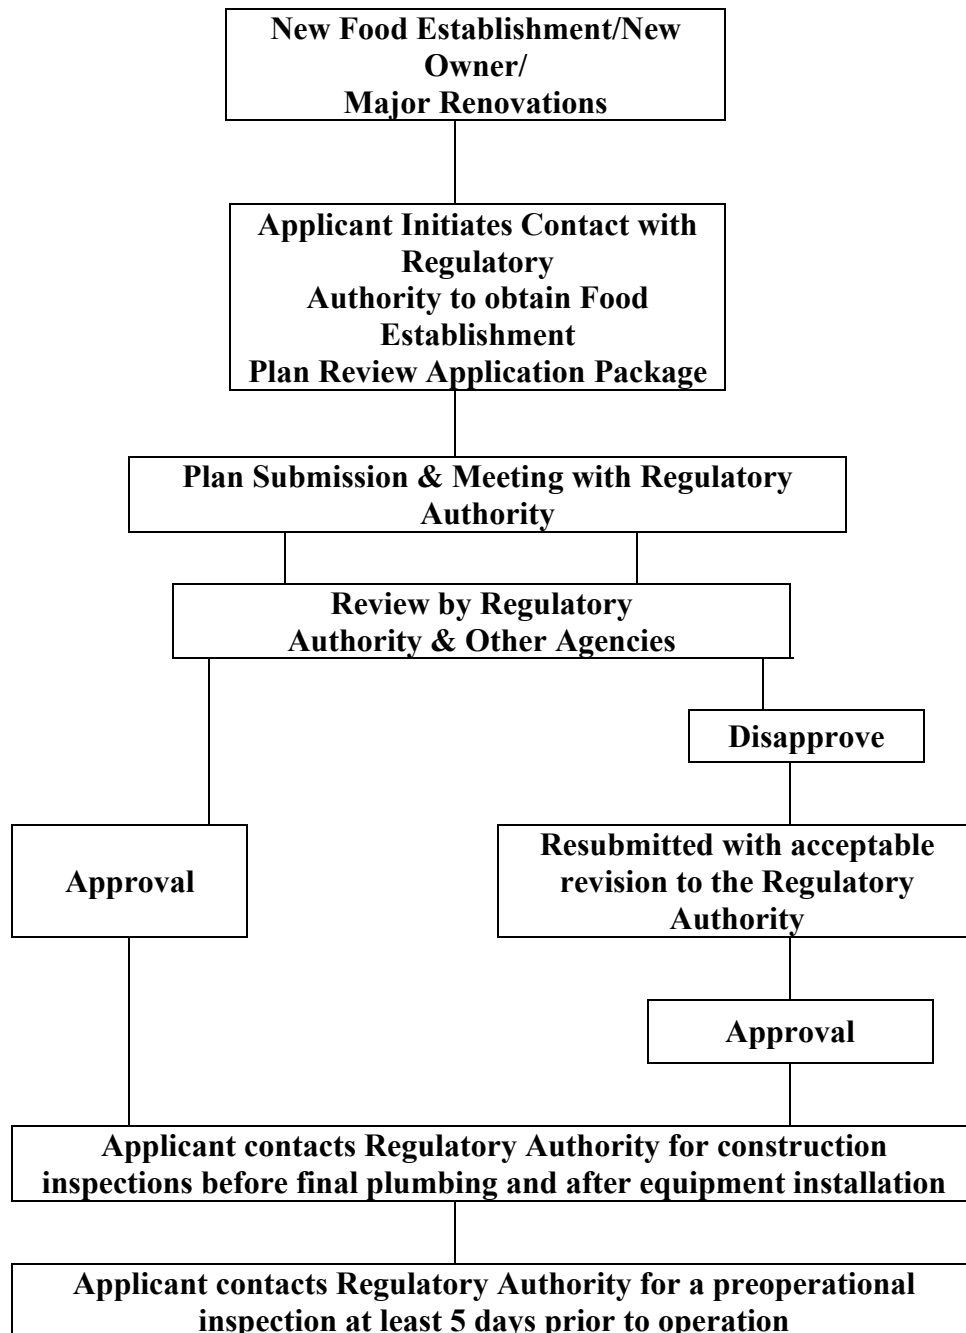 New Food Establishment/New
Owner/
Major Renovations
Applicant Initiates Contact with
Regulatory
Authority to obtain Food
Establishment
Plan Review Application Package
Plan Submission & Meeting with Regulatory
Authority
Review by Regulatory
Authority & Other Agencies
Disapprove
Approval
Resubmitted with acceptable
revision to the Regulatory
Authority
Approval
Applicant contacts Regulatory Authority for construction
inspections before final plumbing and after equipment installation
Applicant contacts Regulatory Authority for a preoperational
inspection at least 5 days prior to operation